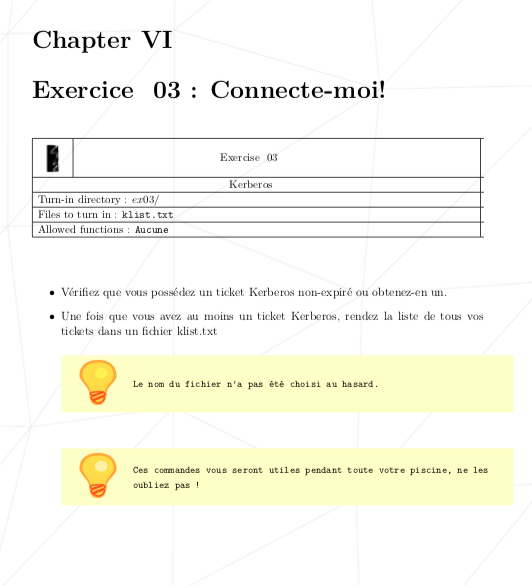 Chapter VI
Exercice 03 : Connecte-moi!
Exercise 03
Kerberos
Turn-in directory : ex03/
Files to turn in : klist.txt
Allowed functions : Aucune
• Vérifiez que vous possédez un ticket Kerberos non-expiré ou obtenez-en un.
• Une fois que vous avez au moins un ticket Kerberos, rendez la liste de tous vos
tickets dans un fichier klist.txt
Le nom du fichier n'a pas été choisi au hasard.
Ces commandes vous seront utiles pendant toute votre piscine, ne les
oubliez pas !